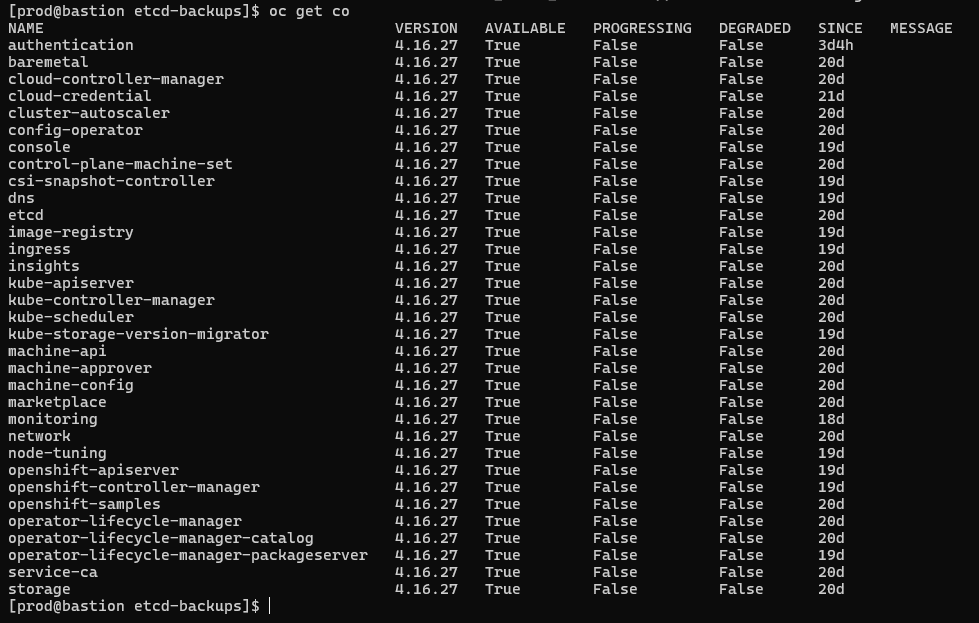 [prod@bastion etcd-backups]$ oc get co
NAME VERSION AVAILABLE PROGRESSING DEGRADED SINCE MESSAGE
authentication 4.16.27 True False False 3d4h
baremetal 4.16.27 True False False 20d
cloud-controller-manager 4.16.27 True False False 20d
cloud-credential 4.16.27 True False False 21d
cluster-autoscaler 4.16.27 True False False 20d
config-operator 4.16.27 True False False 20d
console 4.16.27 True False False 19d
control-plane-machine-set 4.16.27 True False False 20d
csi-snapshot-controller 4.16.27 True False False 19d
dns 4.16.27 True False False 19d
etcd 4.16.27 True False False 20d
image-registry 4.16.27 True False False 19d
ingress 4.16.27 True False False 19d
insights 4.16.27 True False False 20d
kube-apiserver 4.16.27 True False False 20d
kube-controller-manager 4.16.27 True False False 20d
kube-scheduler 4.16.27 True False False 20d
kube-storage-version-migrator 4.16.27 True False False 19d
machine-api 4.16.27 True False False 20d
machine-approver 4.16.27 True False False 20d
machine-config 4.16.27 True False False 20d
marketplace 4.16.27 True False False 20d
monitoring 4.16.27 True False False 18d
network 4.16.27 True False False 20d
node-tuning 4.16.27 True False False 19d
openshift-apiserver 4.16.27 True False False 19d
openshift-controller-manager 4.16.27 True False False 19d
openshift-samples 4.16.27 True False False 20d
operator-lifecycle-manager 4.16.27 True False False 20d
operator-lifecycle-manager-catalog 4.16.27 True False False 20d
operator-lifecycle-manager-packageserver 4.16.27 True False False 19d
service-ca 4.16.27 True False False 20d
storage 4.16.27 True False False 20d
[prod@bastion etcd-backups]$